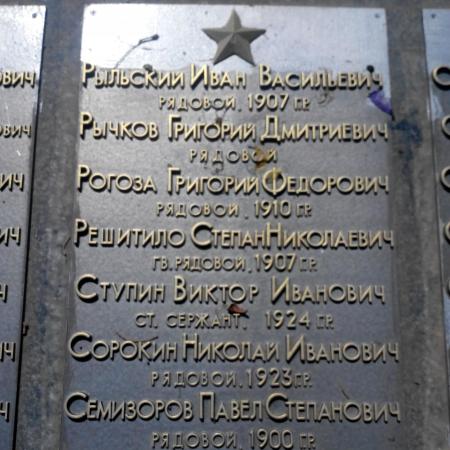 Рыльский Иван Васильевич
рядовой, 1907 г.р.
Рычков Григорий Дмитриевич
рядовой
Рогоза Григорий Федорович
рядовой, 1910 г.р.
Решитило Степан Николаевич
гв. рядовой, 1907 г.р.
Ступин Виктор Иванович
ст. сержант, 1924 г.р.
Сорокин Николай Иванович
рядовой, 1923 г.р.
Семизоров Павел Степанович
рядовой, 1900 г.р.